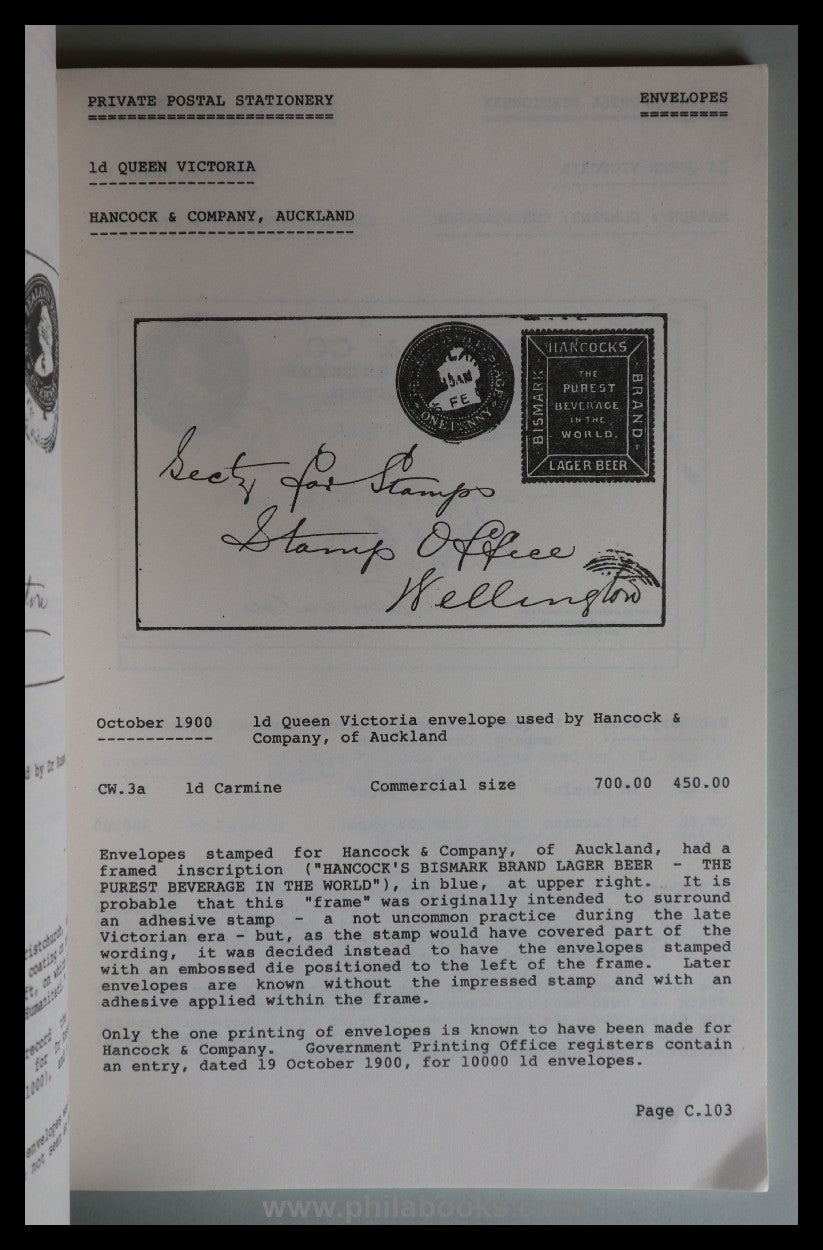 PRIVATE POSTAL STATIONERY ENVELOPES
1d QUEEN VICTORIA
HANCOCK & COMPANY, AUCKLAND
HANCOCKS
BISMARK
THE
PUREST
BEVERAGE
IN THE
WORLD.
BRAND
LAGER BEER
15AM
FE
ONE PENNY
Secty for Stamps
Stamp Office
Wellington
October 1900 1d Queen Victoria envelope used by Hancock &
Company, of Auckland
CW.3a 1d Carmine Commercial size 700.00 450.00
Envelopes stamped for Hancock & Company, of Auckland, had a
framed inscription ("HANCOCK'S BISMARK BRAND LAGER BEER - THE
PUREST BEVERAGE IN THE WORLD"), in blue, at upper right. It is
probable that this "frame" was originally intended to surround
an adhesive stamp - a not uncommon practice during the late
Victorian era - but, as the stamp would have covered part of the
wording, it was decided instead to have the envelopes stamped
with an embossed die positioned to the left of the frame. Later
envelopes are known without the impressed stamp and with an
adhesive applied within the frame.
Only the one printing of envelopes is known to have been made for
Hancock & Company. Government Printing Office registers contain
an entry, dated 19 October 1900, for 10000 1d envelopes.
Page C.103
www.philabooks.com